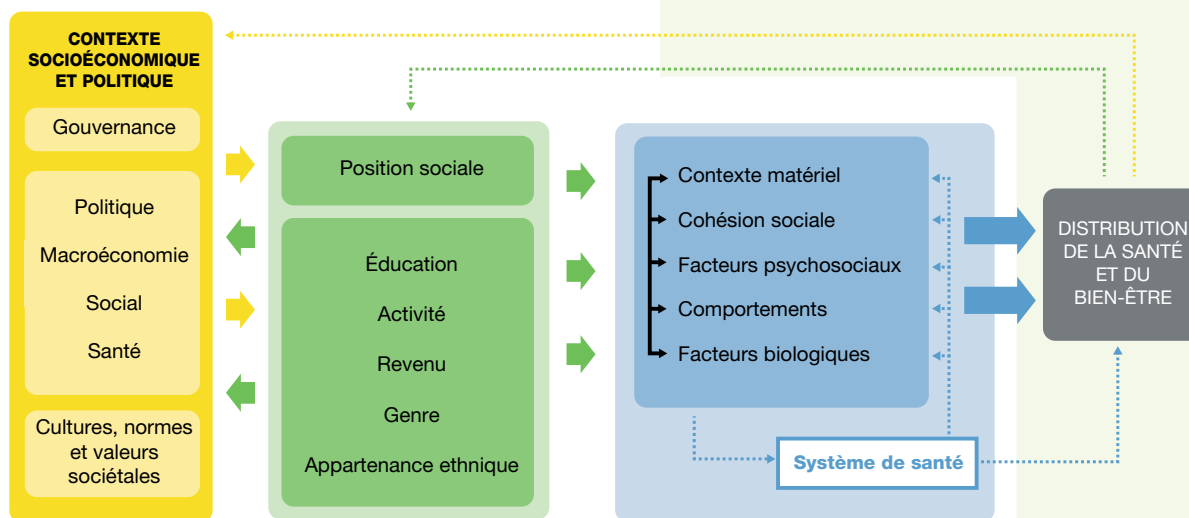 CONTEXTE
SOCIOÉCONOMIQUE
ET POLITIQUE
Gouvernance
Politique
Macroéconomie
Social
Santé
Cultures, normes
et valeurs
sociétales
Position sociale
Éducation
Activité
Revenu
Genre
Appartenance ethnique
Contexte matériel
Cohésion sociale
Facteurs psychosociaux
Comportements
Facteurs biologiques
Système de santé
DISTRIBUTION
DE LA SANTÉ
ET DU
BIEN-ÊTRE